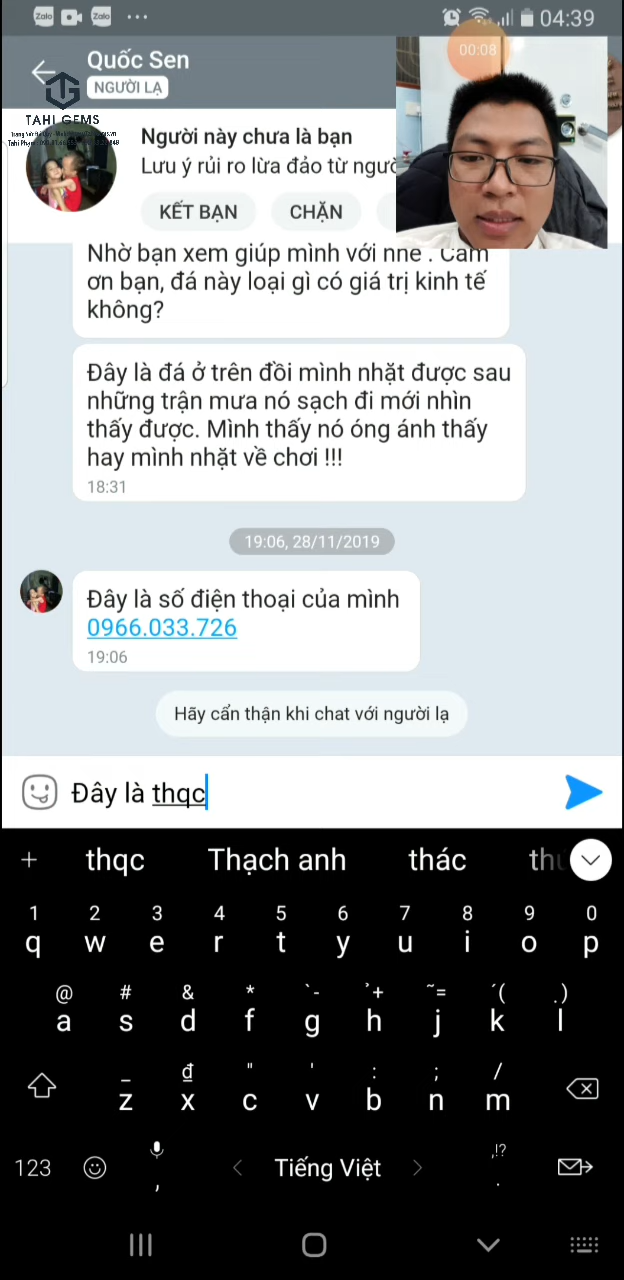 Zalo Zalo 04:39
00:08
Quốc Sen
NGƯỜI LẠ
TAHI GEMS
Người này chưa là bạn
Lưu ý rủi ro lừa đảo từ ngư
KẾT BẠN CHẶN
Nhờ bạn xem giúp mình với nhé . Cảm
ơn bạn, đá này loại gì có giá trị kinh tế
không?
Đây là đá ở trên đồi mình nhặt được sau
những trận mưa nó sạch đi mới nhìn
thấy được. Mình thấy nó óng ánh thấy
hay mình nhặt về chơi !!!
18:31
19:06, 28/11/2019
Đây là số điện thoại của mình
0966.033.726
19:06
Hãy cẩn thận khi chat với người lạ
Đây là thqc
+ thqc Thạch anh thác
1 2 3 4 5 6 7 8 9 0
q w e r t y u i o p
@ # & * `- ̉+ ~= ´( .)
a s d f g h j k l
_ đ " ' : ; /
z x c v b n m
123 , < Tiếng Việt > ,!? .